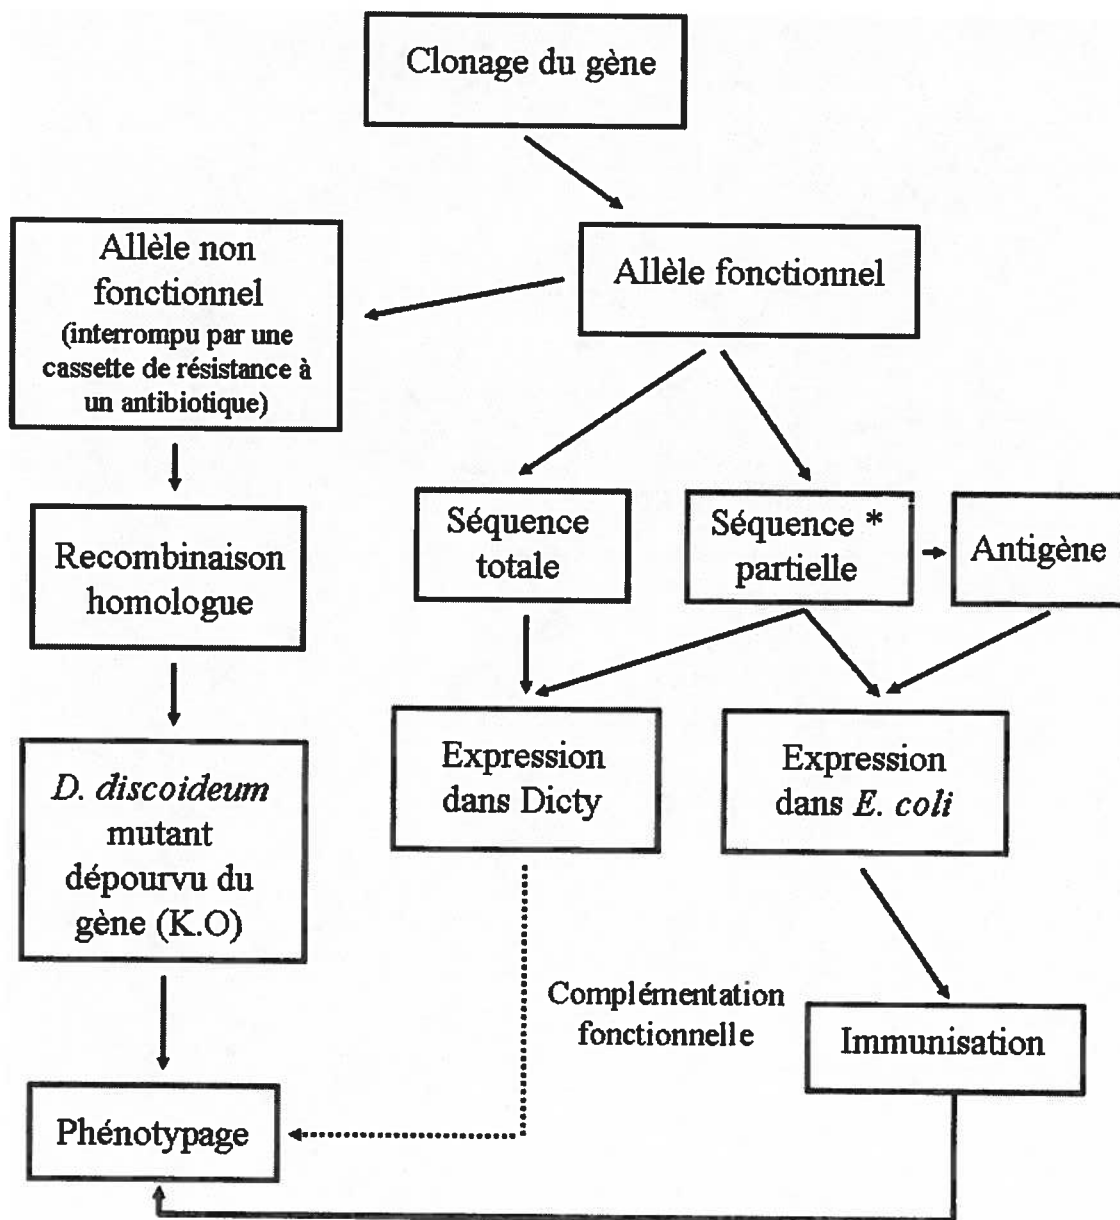 Clonage du gène
Allèle non
fonctionnel
(interrompu par une
cassette de résistance à
un antibiotique)
Allèle fonctionnel
Recombinaison
homologue
Séquence
totale
Séquence *
partielle
Antigène
D. discoideum
mutant
dépourvu du
gène (K.O)
Expression
dans Dicty
Expression
dans E. coli
Complémentation
fonctionnelle
Immunisation
Phénotypage